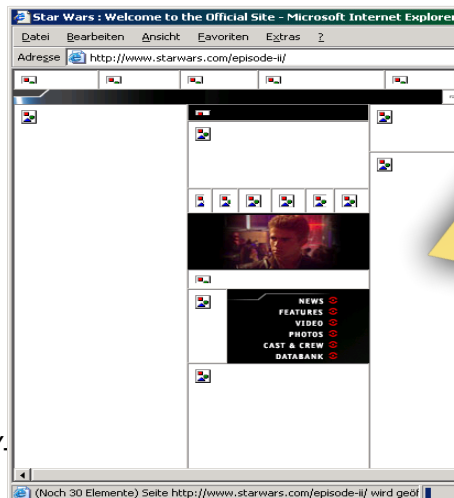 Star Wars : Welcome to the Official Site - Microsoft Internet Explorer
Datei Bearbeiten Ansicht Favoriten Extras ?
Adresse http://www.starwars.com/episode-ii/
NEWS
FEATURES
VIDEO
PHOTOS
CAST & CREW
DATABANK
(Noch 30 Elemente) Seite http://www.starwars.com/episode-ii/ wird geöf